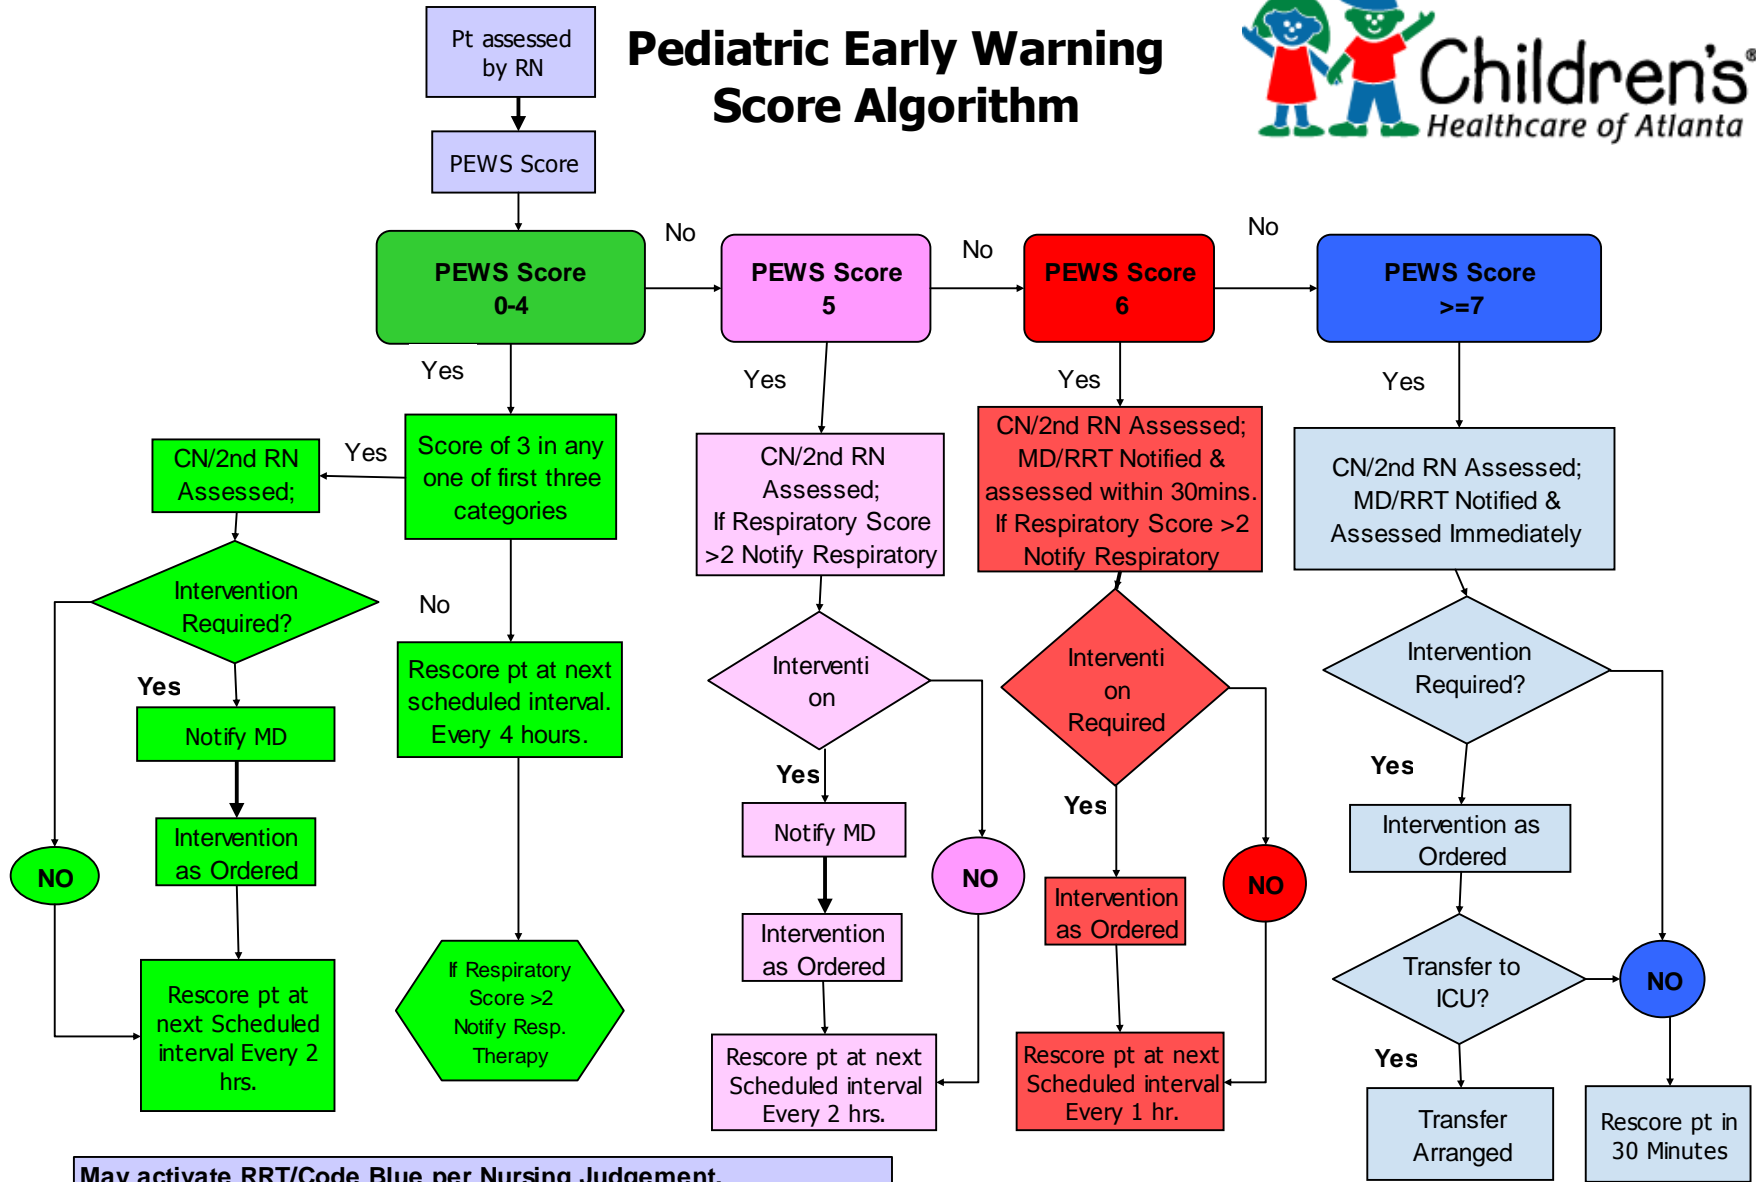 Pt assessed
by RN
Pediatric Early Warning
Score Algorithm
Children's®
Healthcare of Atlanta
PEWS Score
No
No
No
PEWS Score
0-4
PEWS Score
5
PEWS Score
6
PEWS Score
>=7
Yes
Yes
Yes
Yes
CN/2nd RN
Assessed;
Yes
Score of 3 in any
one of first three
categories
CN/2nd RN
Assessed;
If Respiratory Score
>2 Notify Respiratory
CN/2nd RN Assessed;
MD/RRT Notified &
assessed within 30mins.
If Respiratory Score >2
Notify Respiratory
CN/2nd RN Assessed;
MD/RRT Notified &
Assessed Immediately
Intervention
Required?
No
Yes
Notify MD
Rescore pt at next
scheduled interval.
Every 4 hours.
Interventi
on
Interventi
on
Required
Intervention
Required?
Yes
Notify MD
Yes
Yes
Intervention
as Ordered
NO
Intervention
as Ordered
NO
Intervention
as Ordered
NO
Intervention as
Ordered
Rescore pt at
next Scheduled
interval Every 2
hrs.
If Respiratory
Score >2
Notify Resp.
Therapy
Rescore pt at next
Scheduled interval
Every 2 hrs.
Rescore pt at next
Scheduled interval
Every 1 hr.
Transfer to
ICU?
NO
Yes
Transfer
Arranged
Rescore pt in
30 Minutes
May activate RRT/Code Blue per Nursing Judgement.